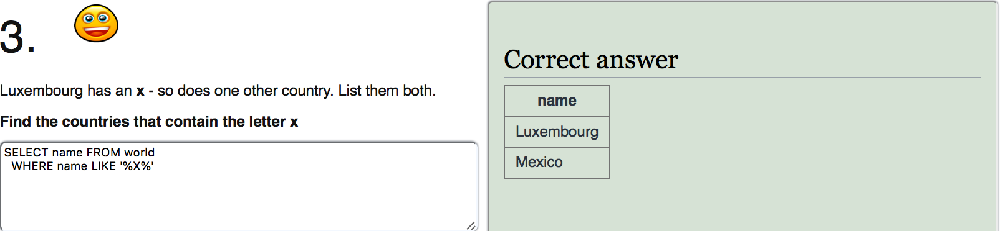 3.
Luxembourg has an x - so does one other country. List them both.
Find the countries that contain the letter x
SELECT name FROM world
WHERE name LIKE '%X%'
Correct answer
name
Luxembourg
Mexico